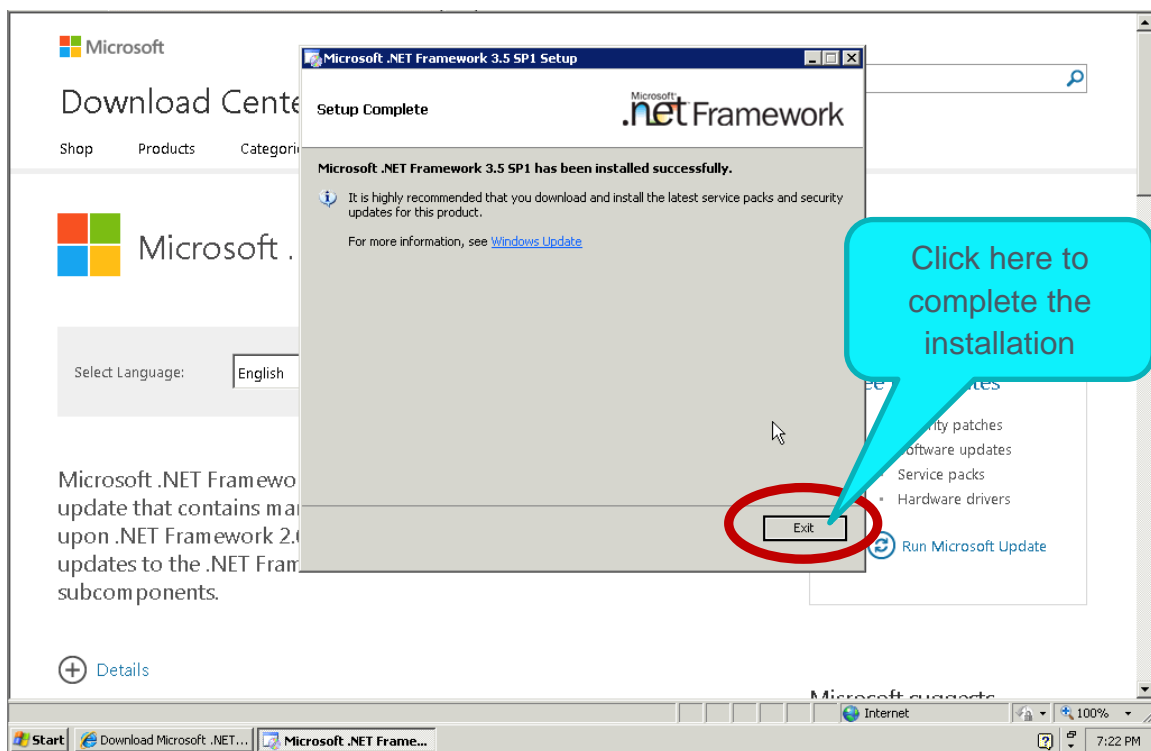 Microsoft
Download Cente
Shop Products Categori
Microsoft .NET Framework 3.5 SP1 Setup
Setup Complete
Microsoft
.net Framework
Microsoft .NET Framework 3.5 SP1 has been installed successfully.
It is highly recommended that you download and install the latest service packs and security
updates for this product.
For more information, see Windows Update
Microsoft .
Click here to
complete the
installation
Select Language: English
patches
software updates
Service packs
Hardware drivers
Exit
Run Microsoft Update
Microsoft .NET Framewo
update that contains ma
upon .NET Framework 2.
updates to the .NET Fram
subcomponents.
Details
Microsoft suggests
Internet 100%
Start Download Microsoft .NET... Microsoft .NET Frame... 7:22 PM